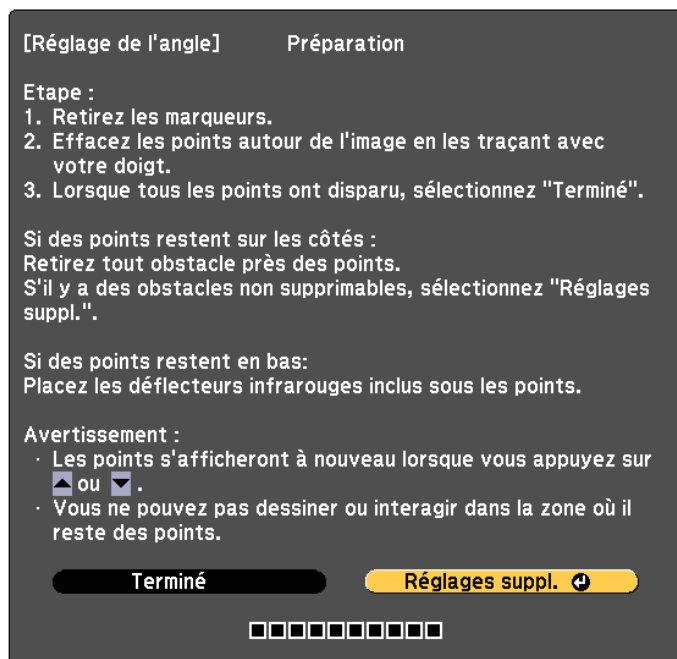 [Réglage de l'angle] Préparation
Etape :
1. Retirez les marqueurs.
2. Effacez les points autour de l'image en les traçant avec
votre doigt.
3. Lorsque tous les points ont disparu, sélectionnez "Terminé".
Si des points restent sur les côtés :
Retirez tout obstacle près des points.
S'il y a des obstacles non supprimables, sélectionnez "Réglages
suppl.".
Si des points restent en bas:
Placez les déflecteurs infrarouges inclus sous les points.
Avertissement :
· Les points s'afficheront à nouveau lorsque vous appuyez sur
ou .
· Vous ne pouvez pas dessiner ou interagir dans la zone où il
reste des points.
Terminé Réglages suppl.